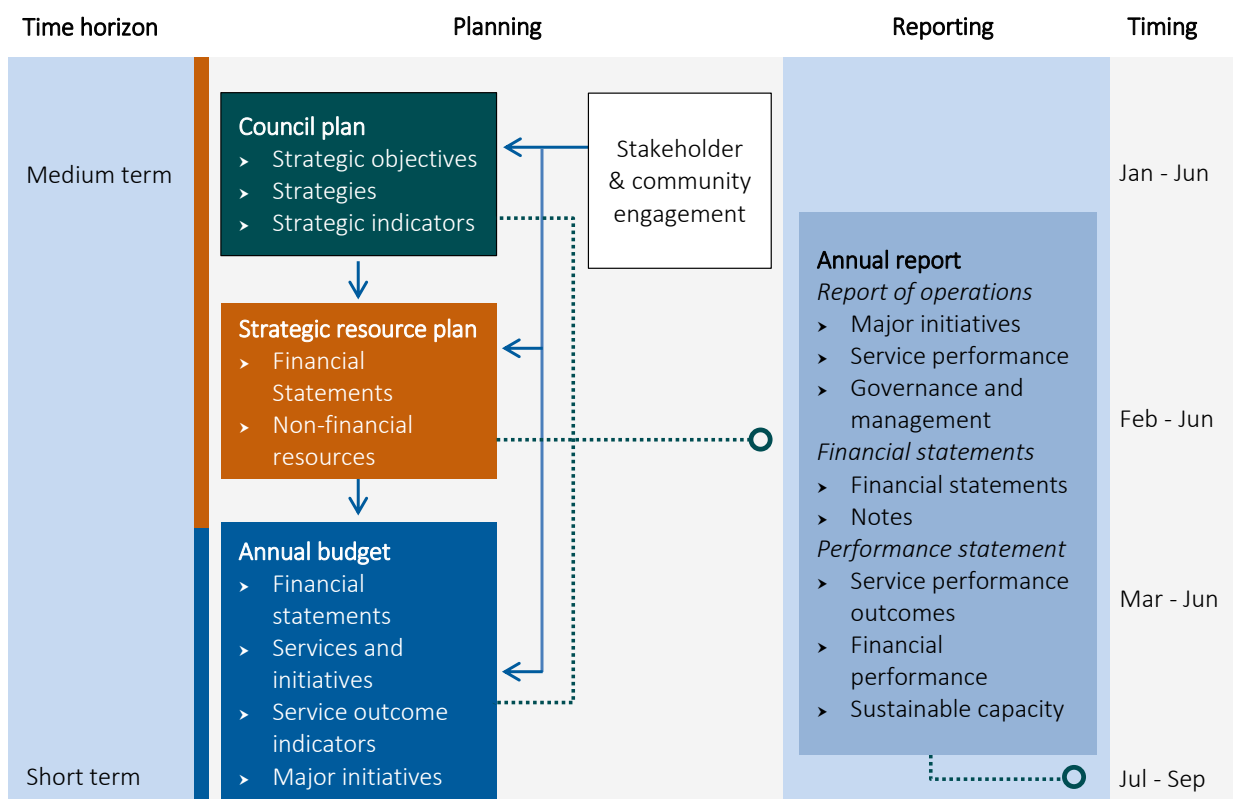 Time horizon
Planning
Reporting
Timing
Medium term
Short term
Council plan
Strategic objectives
Strategies
Strategic indicators
Stakeholder
& community
engagement
Strategic resource plan
Financial
Statements
Non-financial
resources
Annual budget
Financial
statements
Services and
initiatives
Service outcome
indicators
Major initiatives
Annual report
Report of operations
Major initiatives
Service performance
Governance and
management
Financial statements
Financial statements
Notes
Performance statement
Service performance
outcomes
Financial
performance
Sustainable capacity
Jan - Jun
Feb - Jun
Mar - Jun
Jul - Sep